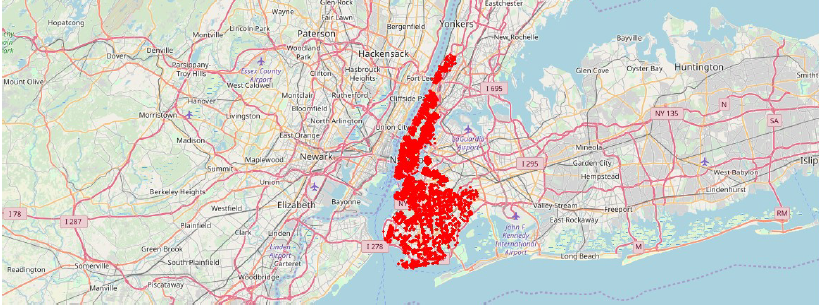 Hopatcong
Wayne
Glen Rock
Fair Lawn
Bergenfield
Yonkers
Eastchester
New Rochelle
Bayville
Lincoln Park
Montville
Paterson
Denville
Dover
Hackensack
Parsippany
Troy Hills
Woodland
Park
Essex County
Airport
Clifton
Hasbrouck
Heights
Fort Lee
Glen Cove
Oyster Bay
Huntington
Mount Olive
West Caldwell
Hanover
Montclair
Rutherford
Cliffside
I 695
Morristown
Livingston
Bloomfield
North Arlington
NY 135
N
SA
Madison
East Orange
Union City
LaGuardia
Airport
Maplewood
Newark
I 295
Mineola
Garden City
Summit
Hempstead
West Babylon
Islip
Union
Lindenhurst
Berkeley Heights
Elizabeth
Bayonne
Valley Stream
Freeport
I 78
I 287
Westfield
East Rockaway
RM
Plainfield
Clark
Linden
John F.
Kennedy
International
Airport
I 278
M
Green Brook
Linden
Airport
Long Beach
Readington
Somerville
South Plainfield
Carteret
Woodbridge
Manville
Piscataway